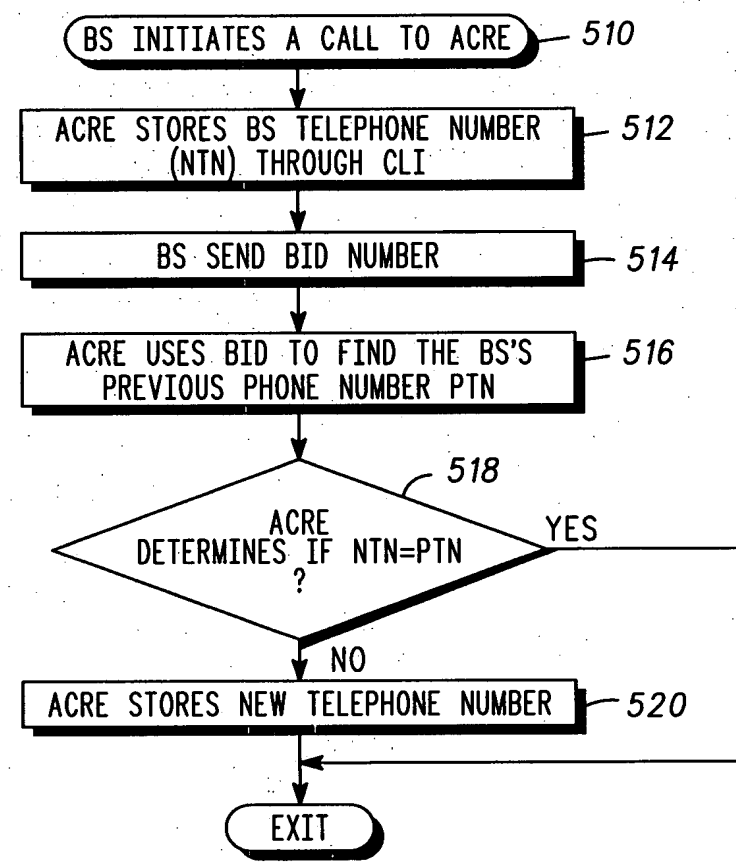 BS INITIATES A CALL TO ACRE
510
ACRE STORES BS TELEPHONE NUMBER
(NTN) THROUGH CLI
512
BS SEND BID NUMBER
514
ACRE USES BID TO FIND THE BS'S
PREVIOUS PHONE NUMBER PTN
516
518
ACRE
DETERMINES IF NTN=PTN
?
YES
NO
ACRE STORES NEW TELEPHONE NUMBER
520
EXIT